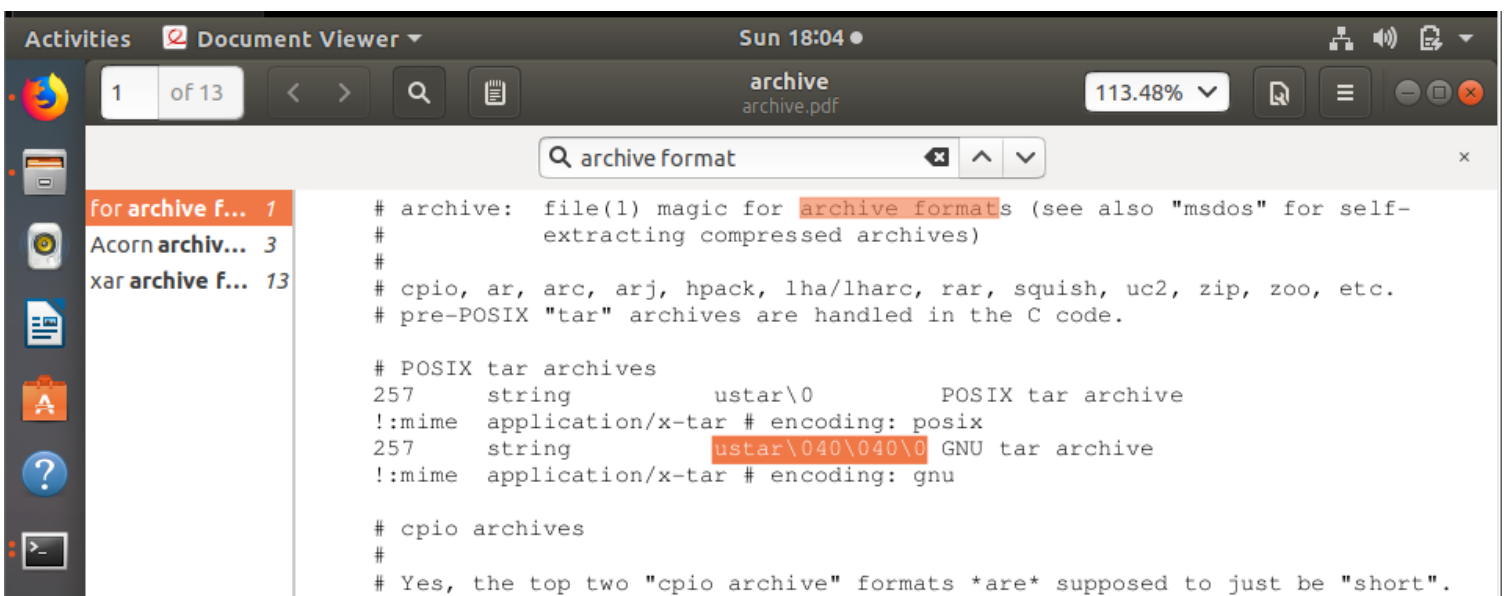 Activities Document Viewer Sun 18:04
1 of 13 archive 113.48%
archive.pdf
archive format
for archive f... 1
Acorn archiv... 3
xar archive f... 13
# archive:  file(1) magic for archive formats (see also "msdos" for self-
#           extracting compressed archives)
#
# cpio, ar, arc, arj, hpack, lha/lharc, rar, squish, uc2, zip, zoo, etc.
# pre-POSIX "tar" archives are handled in the C code.
# POSIX tar archives
257     string          ustar\0         POSIX tar archive
!:mime  application/x-tar # encoding: posix
257     string          ustar\040\040\0 GNU tar archive
!:mime  application/x-tar # encoding: gnu
# cpio archives
#
# Yes, the top two "cpio archive" formats *are* supposed to just be "short".